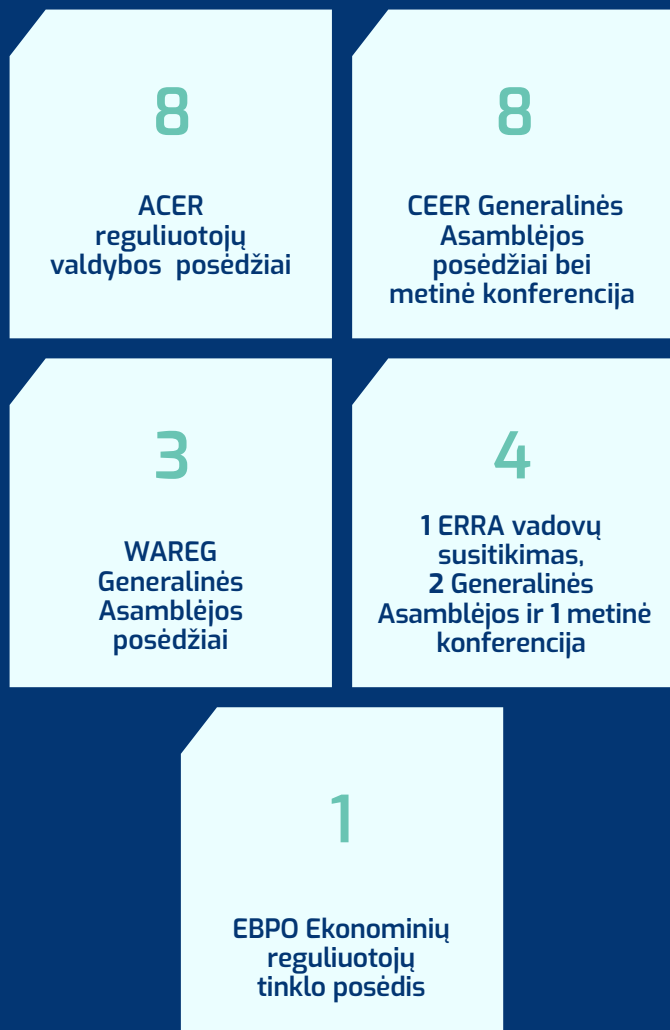 8
ACER
reguliuotojų
valdybos posėdžiai
8
CEER Generalinės
Asamblėjos
posėdžiai bei
metinė konferencija
3
WAREG
Generalinės
Asamblėjos
posėdžiai
4
1 ERRA vadovų
susitikimas,
2 Generalinės
Asamblėjos ir 1 metinė
konferencija
1
EBPO Ekonominių
reguliuotojų
tinklo posėdis